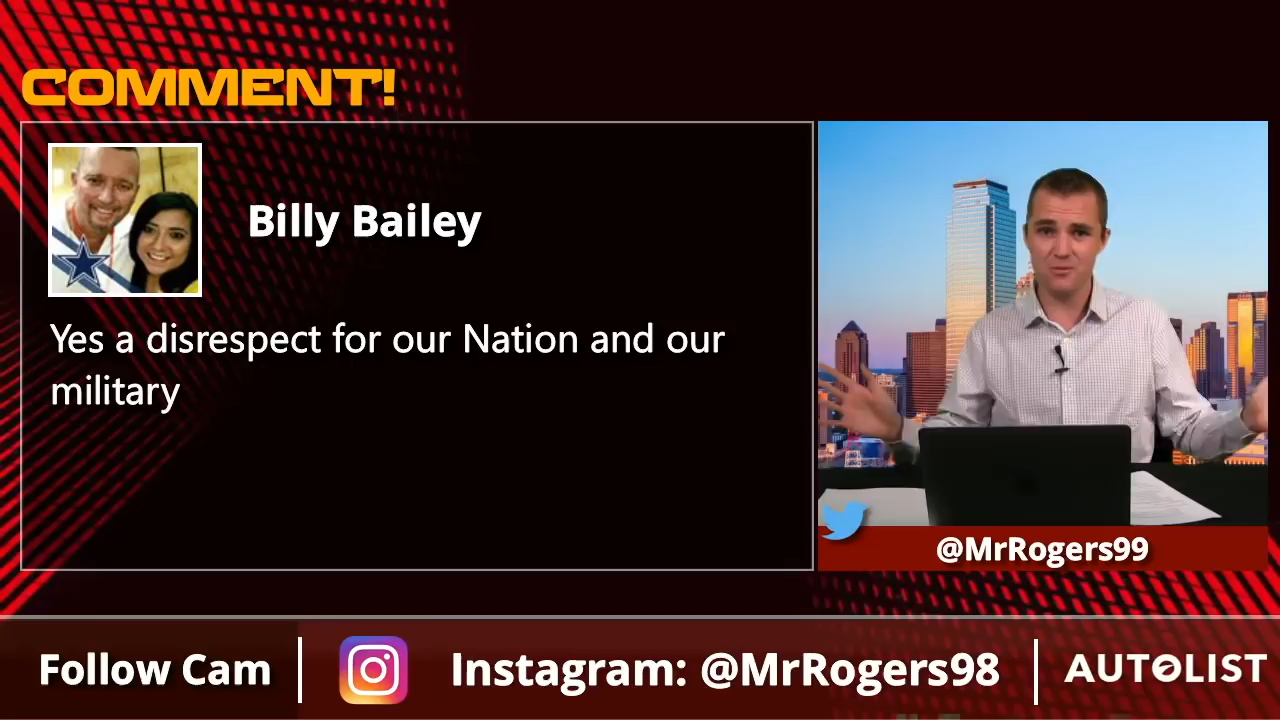 COMMENT!
Billy Bailey
Yes a disrespect for our Nation and our
military
@MrRogers99
Follow Cam
Instagram: @MrRogers98
AUTOLIST